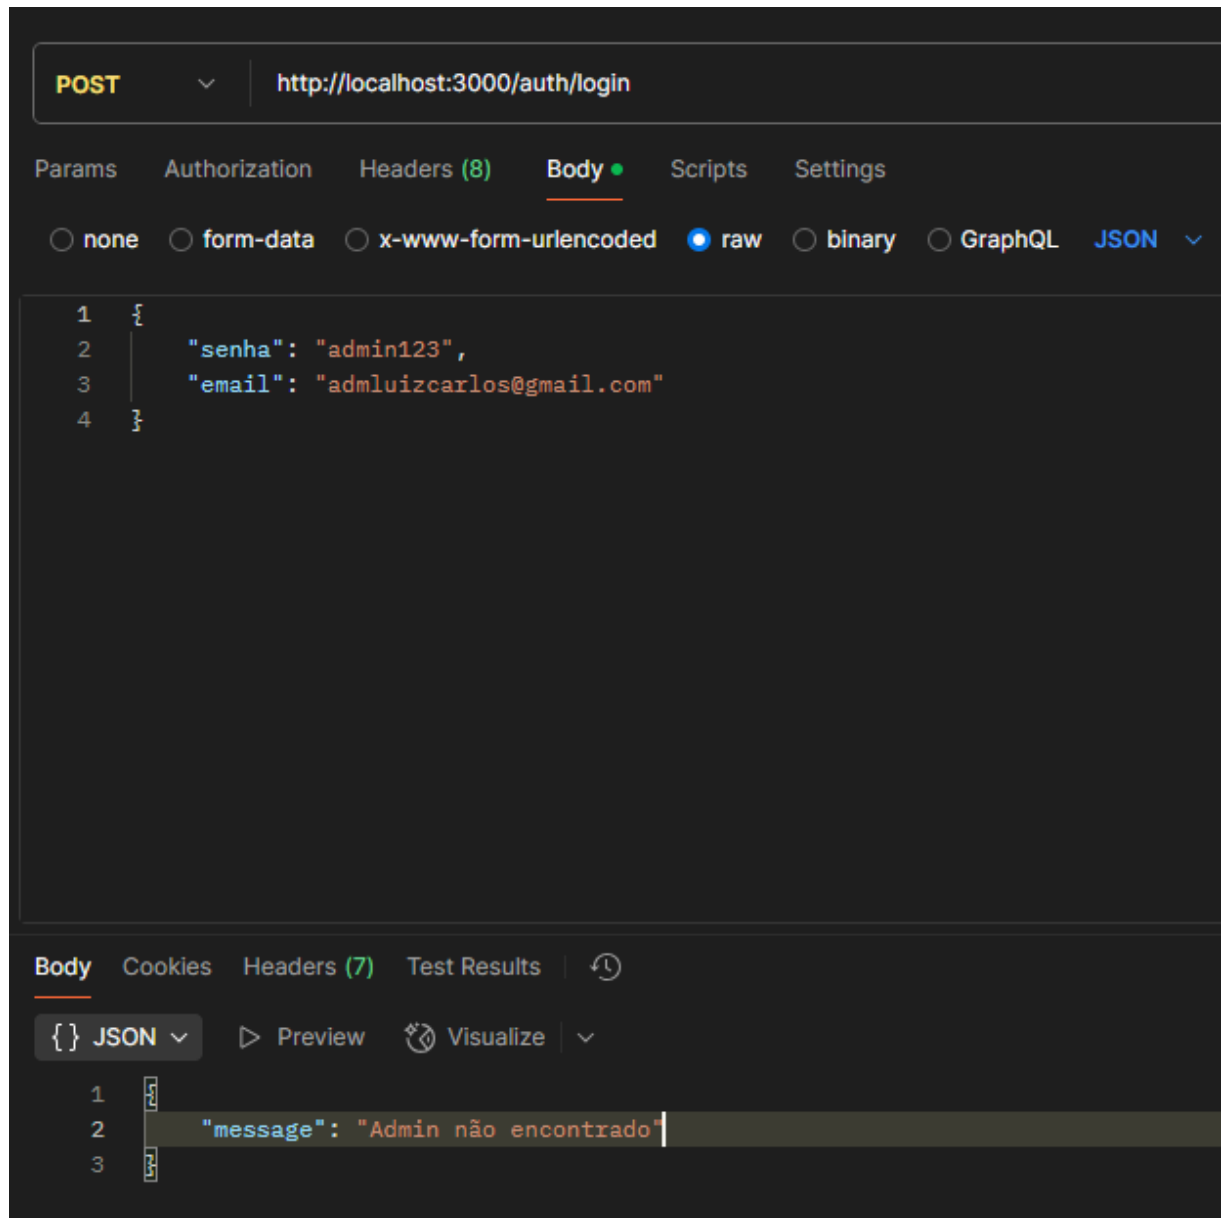 POST http://localhost:3000/auth/login
Params Authorization Headers (8) Body Scripts Settings
none form-data x-www-form-urlencoded raw binary GraphQL JSON
1 {
2 "senha": "admin123",
3 "email": "admluizcarlos@gmail.com"
4 }
Body Cookies Headers (7) Test Results
{ } JSON Preview Visualize
1 {
2 "message": "Admin não encontrado"
3 }